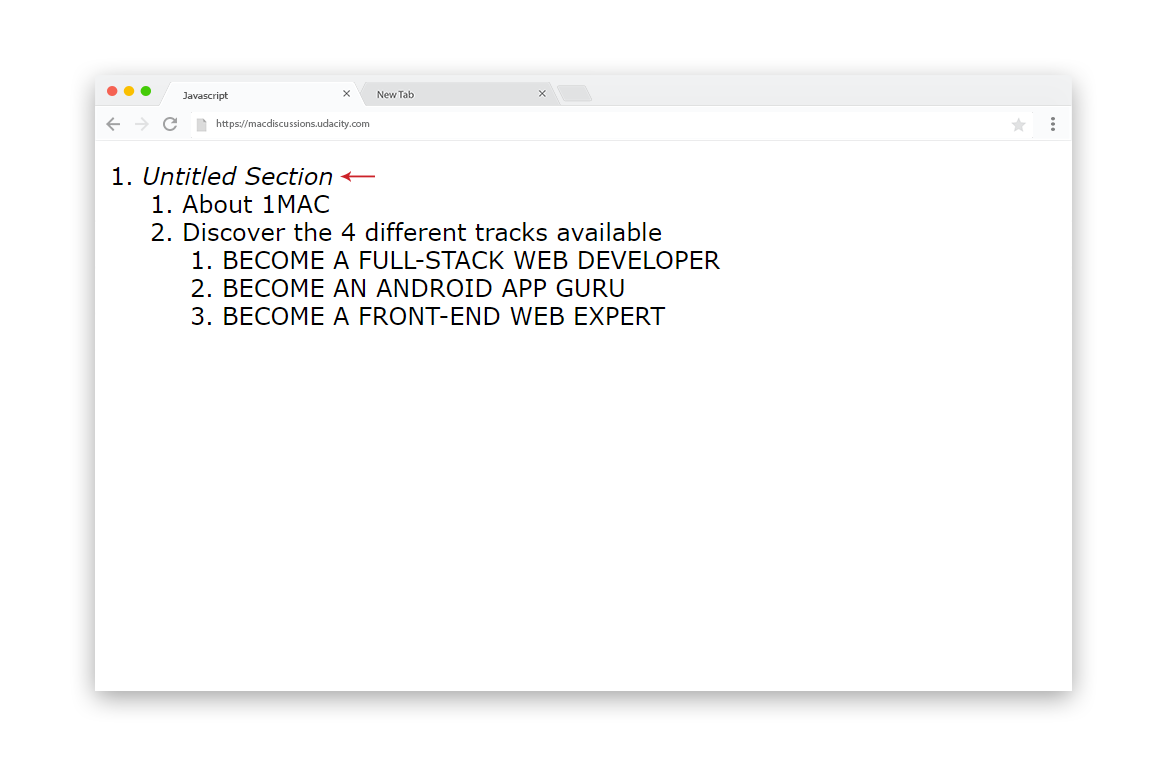 Javascript
New Tab
https://macdiscussions.udacity.com
1. Untitled Section
1. About 1MAC
2. Discover the 4 different tracks available
1. BECOME A FULL-STACK WEB DEVELOPER
2. BECOME AN ANDROID APP GURU
3. BECOME A FRONT-END WEB EXPERT